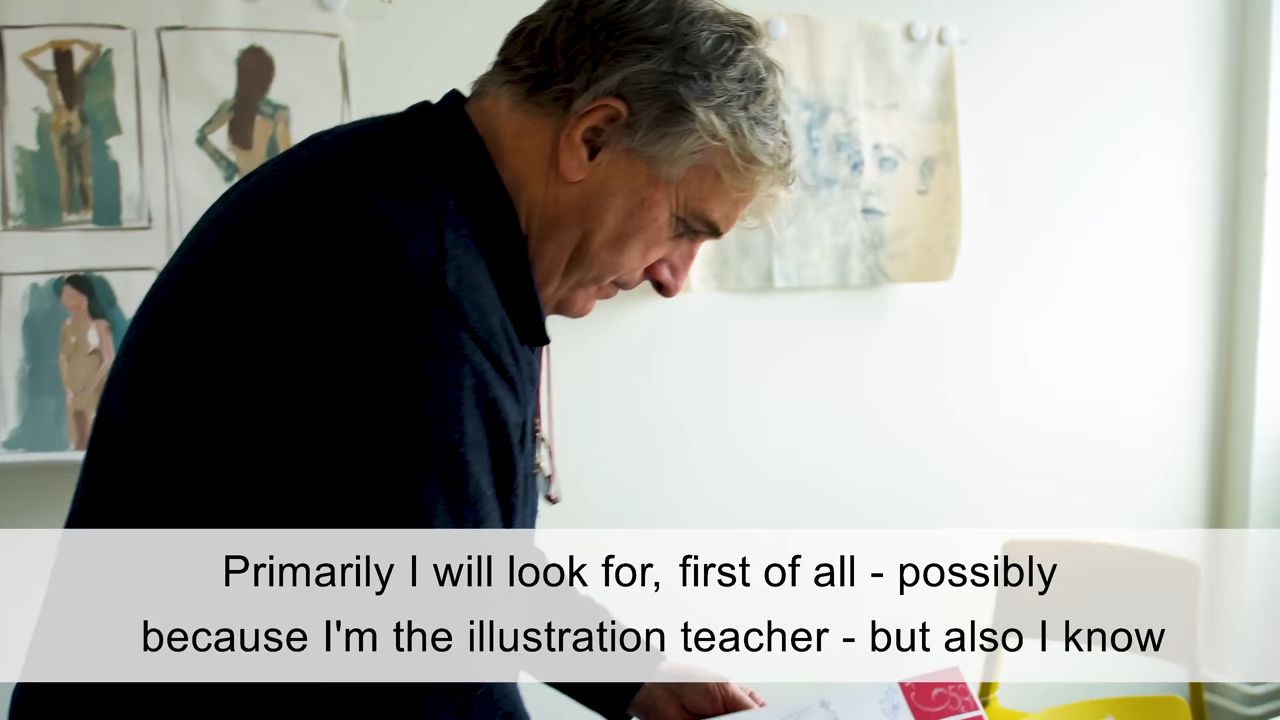 Primarily I will look for, first of all - possibly
because I'm the illustration teacher - but also I know